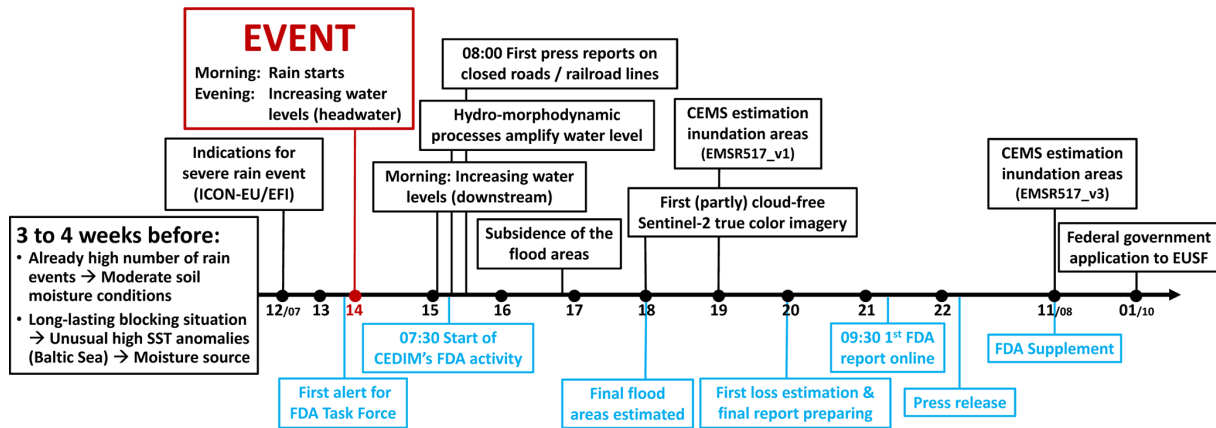 EVENT
Morning: Rain starts
Evening: Increasing water
levels (headwater)
08:00 First press reports on
closed roads / railroad lines
Hydro-morphodynamic
processes amplify water level
CEMS estimation
inundation areas
(EMSR517_v1)
Indications for
severe rain event
(ICON-EU/EFI)
Morning: Increasing water
levels (downstream)
CEMS estimation
inundation areas
(EMSR517_v3)
First (partly) cloud-free
Sentinel-2 true color imagery
Subsidence of the
flood areas
Federal government
application to EUSF
3 to 4 weeks before:
• Already high number of rain
events → Moderate soil
moisture conditions
• Long-lasting blocking situation
→ Unusual high SST anomalies
(Baltic Sea) → Moisture source
12/07 13 14 15 16 17 18 19 20 21 22 11/08 01/10
07:30 Start of
CEDIM's FDA activity
09:30 1st FDA
report online
FDA Supplement
First alert for
FDA Task Force
Final flood
areas estimated
First loss estimation &
final report preparing
Press release